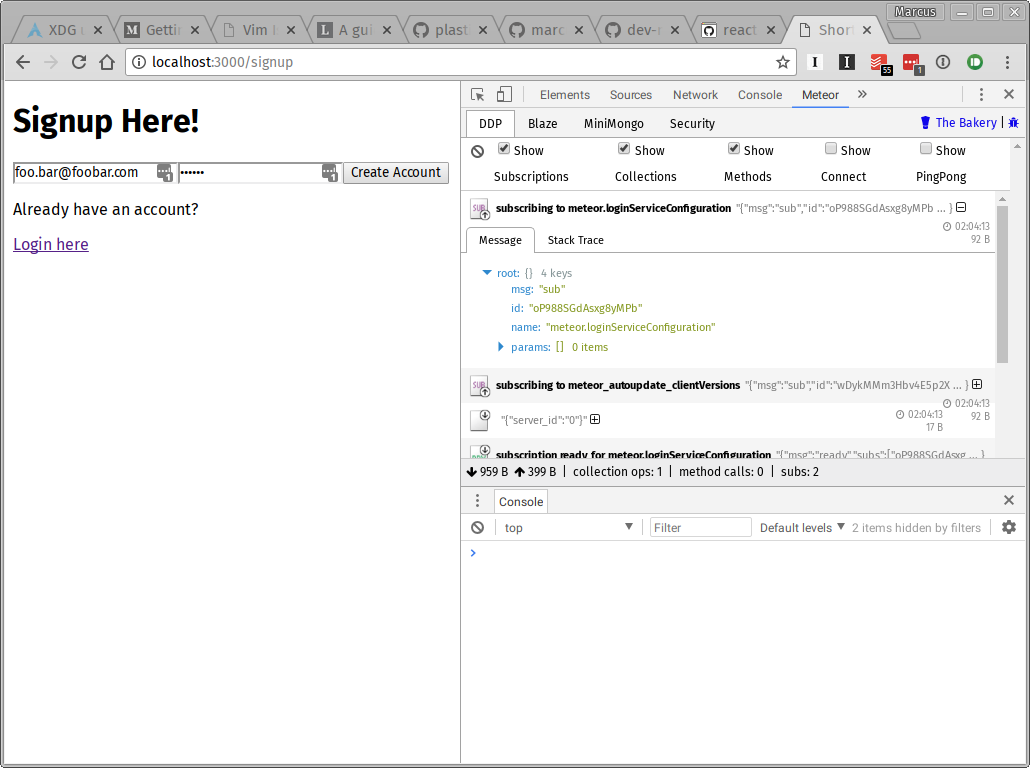 Marcus
XDG u
Gettin
Vim I
A gui
plast
marc
dev-r
react
Short
localhost:3000/signup
55
1
Signup Here!
foo.bar@foobar.com
1
••••••
1
Create Account
Already have an account?
Login here
Elements Sources Network Console Meteor »
DDP Blaze MiniMongo Security
The Bakery |
Show Subscriptions
Show Collections
Show Methods
Show Connect
Show PingPong
SUB subscribing to meteor.loginServiceConfiguration "{"msg":"sub","id":"oP988SGdAsxg8yMPb ... }
02:04:13
92 B
Message Stack Trace
root: {} 4 keys
msg: "sub"
id: "oP988SGdAsxg8yMPb"
name: "meteor.loginServiceConfiguration"
params: [] 0 items
SUB subscribing to meteor_autoupdate_clientVersions "{"msg":"sub","id":"wDykMMm3Hbv4E5p2X ... }
02:04:13
92 B
"{"server_id":"0"}"
02:04:13
17 B
subscription ready for meteor.loginServiceConfiguration "{"msg":"ready","subs":["oP988SGdAsxg ... }
959 B 399 B | collection ops: 1 | method calls: 0 | subs: 2
Console
top Filter Default levels 2 items hidden by filters